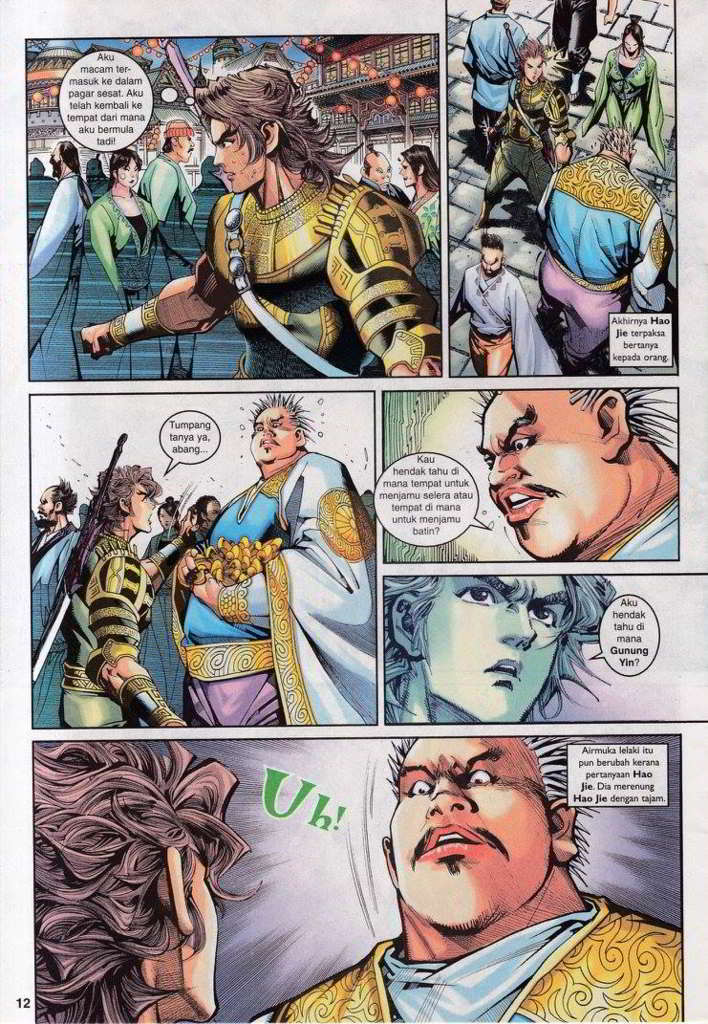 Aku
macam ter-
masuk ke dalam
pagar sesat. Aku
telah kembali ke
tempat dari mana
aku bermula
tadi!
Akhirnya Hao
Jie terpaksa
bertanya
kepada orang.
Tumpang
tanya ya,
abang...
Kau
hendak tahu di
mana tempat untuk
menjamu selera atau
tempat di mana
untuk menjamu
batin?
Aku
hendak
tahu di
mana
Gunung
Yin?
Uh!
Airmuka lelaki itu
pun berubah kerana
pertanyaan Hao
Jie. Dia merenung
Hao Jie dengan tajam.
12